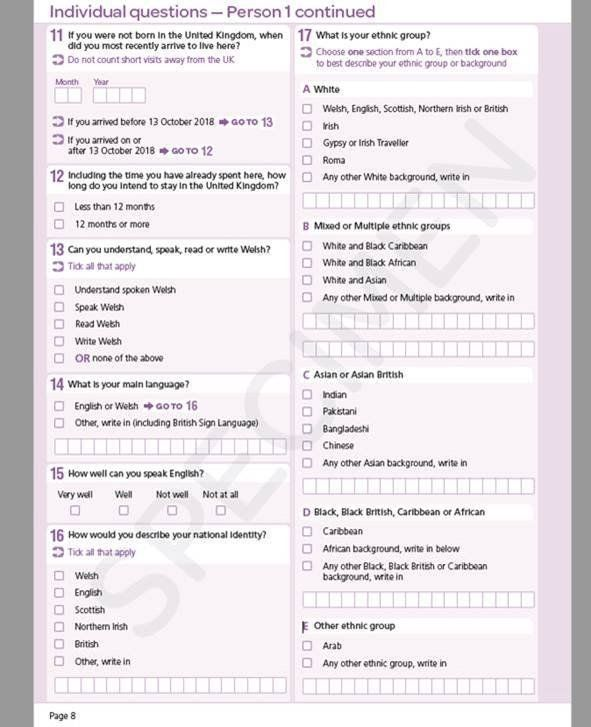 Individual questions — Person 1 continued
11 If you were not born in the United Kingdom, when
did you most recently arrive to live here?
Do not count short visits away from the UK
Month Year
If you arrived before 13 October 2018 ➔ GO TO 13
If you arrived on or
after 13 October 2018 ➔ GO TO 12
12 Including the time you have already spent here, how
long do you intend to stay in the United Kingdom?
Less than 12 months
12 months or more
13 Can you understand, speak, read or write Welsh?
Tick all that apply
Understand spoken Welsh
Speak Welsh
Read Welsh
Write Welsh
OR none of the above
14 What is your main language?
English or Welsh ➔ GO TO 16
Other, write in (including British Sign Language)
15 How well can you speak English?
Very well Well Not well Not at all
16 How would you describe your national identity?
Tick all that apply
Welsh
English
Scottish
Northern Irish
British
Other, write in
17 What is your ethnic group?
Choose one section from A to E, then tick one box
to best describe your ethnic group or background
A White
Welsh, English, Scottish, Northern Irish or British
Irish
Gypsy or Irish Traveller
Roma
Any other White background, write in
B Mixed or Multiple ethnic groups
White and Black Caribbean
White and Black African
White and Asian
Any other Mixed or Multiple background, write in
C Asian or Asian British
Indian
Pakistani
Bangladeshi
Chinese
Any other Asian background, write in
D Black, Black British, Caribbean or African
Caribbean
African background, write in below
Any other Black, Black British or Caribbean
background, write in
E Other ethnic group
Arab
Any other ethnic group, write in
SPECIMEN
Page 8